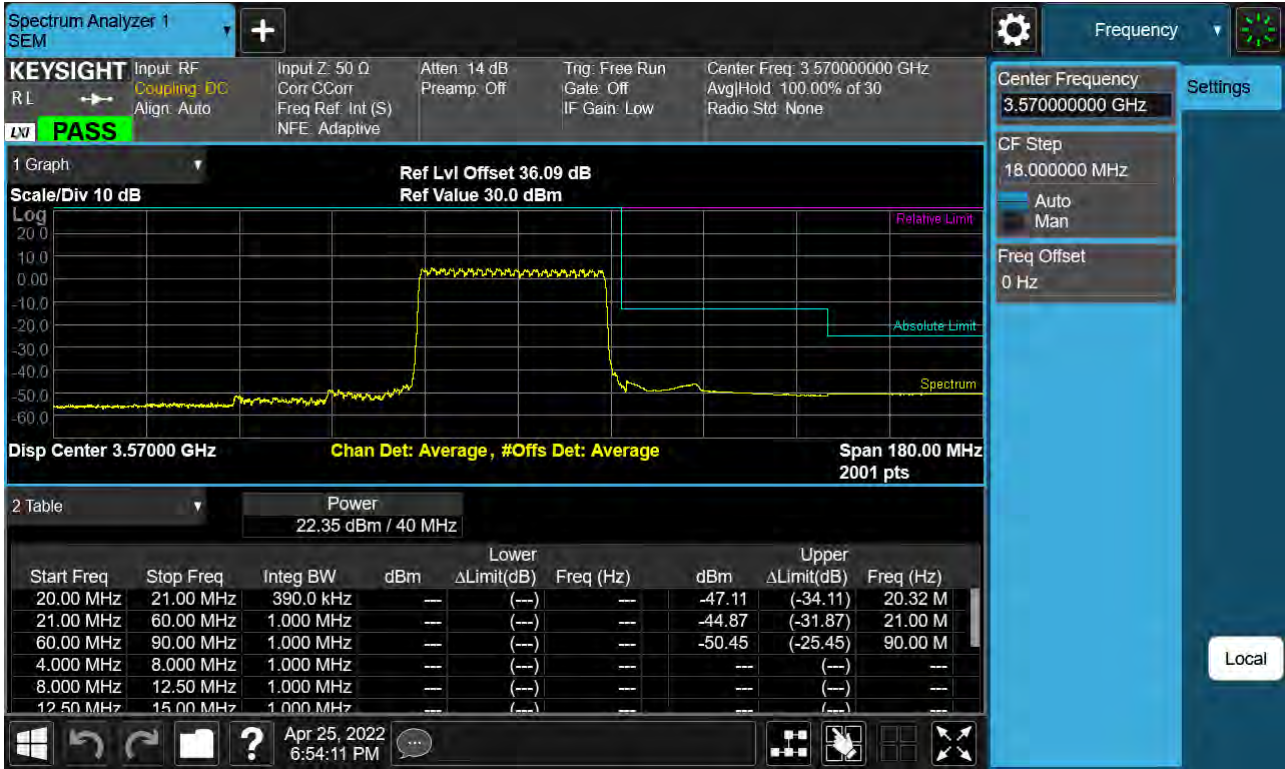 Spectrum Analyzer 1
SEM
+
Frequency
KEYSIGHT
RL
LXI
PASS
Input: RF
Coupling: DC
Align: Auto
Input Z: 50 Ω
Corr CCorr
Freq Ref: Int (S)
NFE: Adaptive
Atten: 14 dB
Preamp: Off
Trig: Free Run
Gate: Off
IF Gain: Low
Center Freq: 3.570000000 GHz
Avg|Hold: 100.00% of 30
Radio Std: None
Center Frequency
3.570000000 GHz
Settings
CF Step
18.000000 MHz
Auto
Man
Freq Offset
0 Hz
Local
1 Graph
Scale/Div 10 dB
Ref Lvl Offset 36.09 dB
Ref Value 30.0 dBm
Log
20.0
10.0
0.00
-10.0
-20.0
-30.0
-40.0
-50.0
-60.0
Relative Limit
Absolute Limit
Spectrum
Disp Center 3.57000 GHz
Chan Det: Average, #Offs Det: Average
Span 180.00 MHz
2001 pts
2 Table
Power
22.35 dBm / 40 MHz
Lower Upper
Start Freq Stop Freq Integ BW dBm ΔLimit(dB) Freq (Hz) dBm ΔLimit(dB) Freq (Hz)
20.00 MHz 21.00 MHz 390.0 kHz --- (---) --- -47.11 (-34.11) 20.32 M
21.00 MHz 60.00 MHz 1.000 MHz --- (---) --- -44.87 (-31.87) 21.00 M
60.00 MHz 90.00 MHz 1.000 MHz --- (---) --- -50.45 (-25.45) 90.00 M
4.000 MHz 8.000 MHz 1.000 MHz --- (---) --- --- (---) ---
8.000 MHz 12.50 MHz 1.000 MHz --- (---) --- --- (---) ---
12.50 MHz 15.00 MHz 1.000 MHz --- (---) --- --- (---) ---
?
Apr 25, 2022
6:54:11 PM